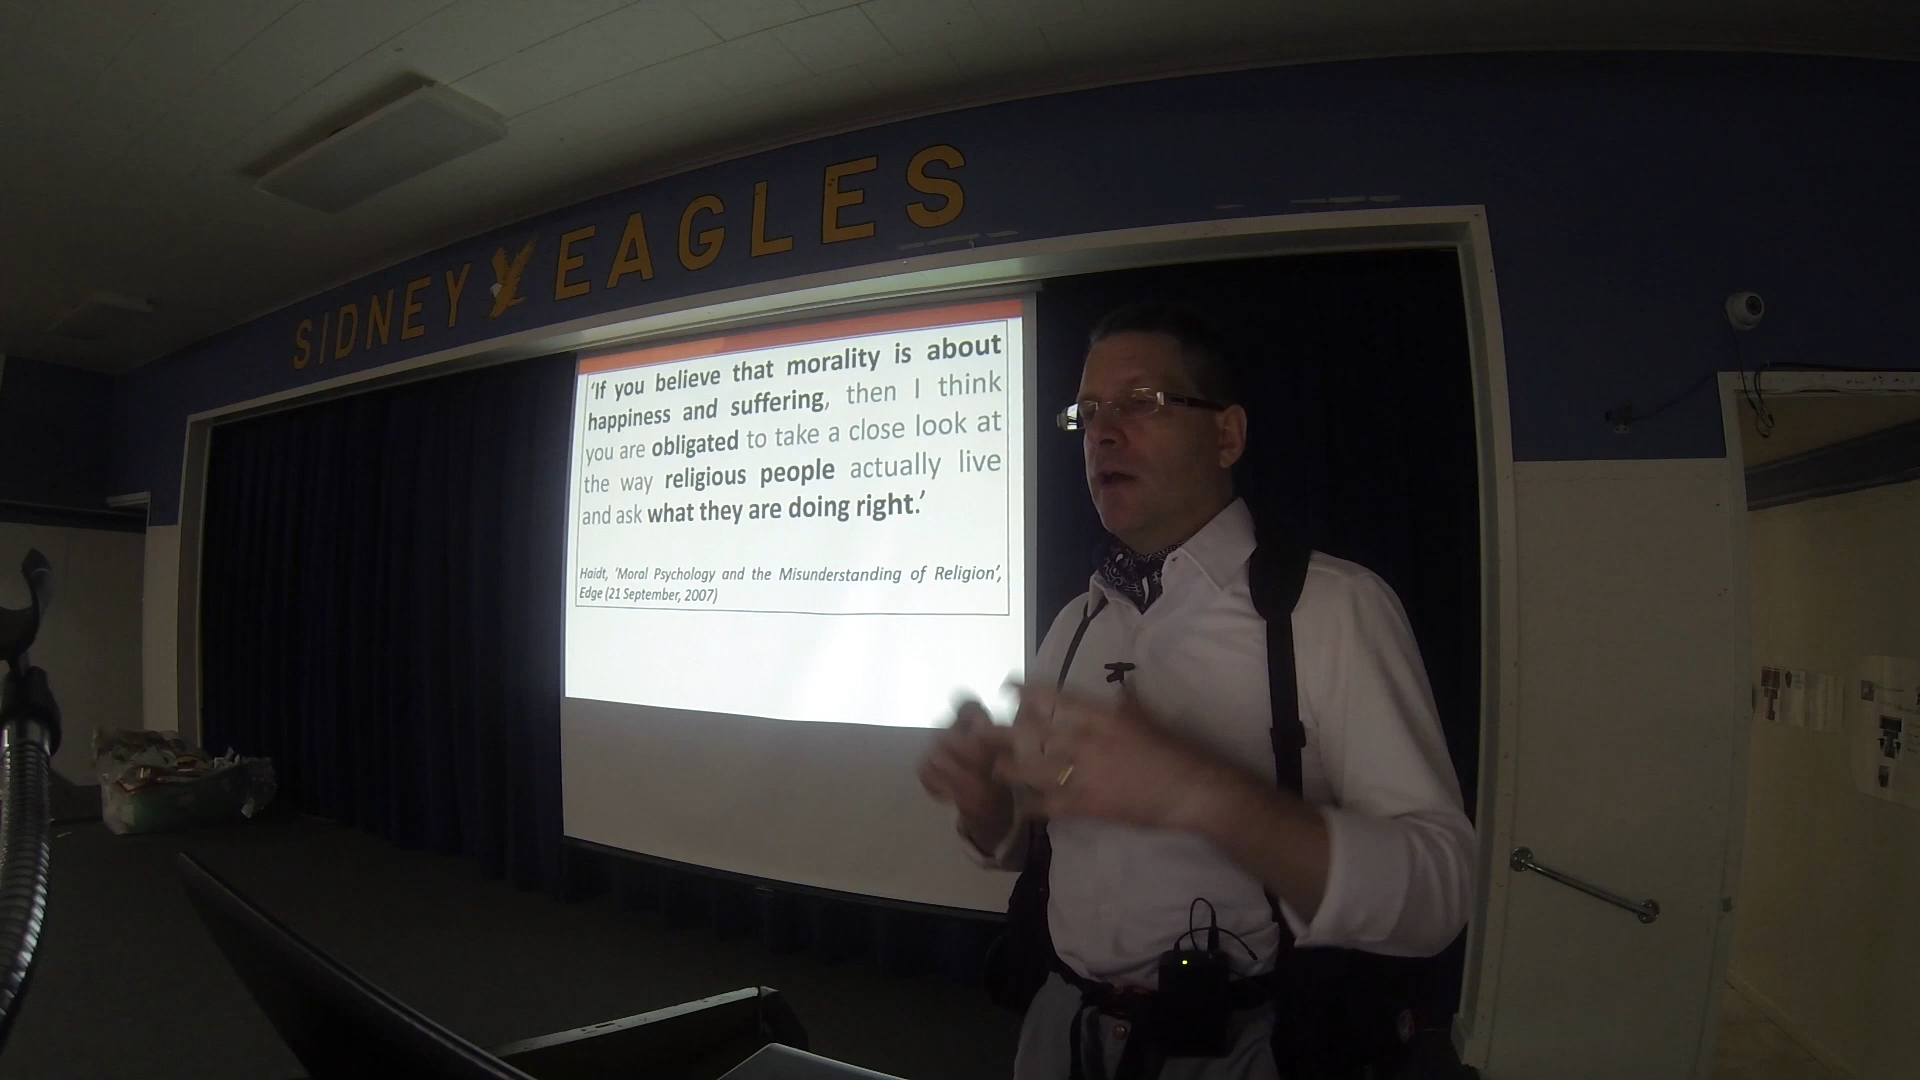 SIDNEY EAGLES
'If you believe that morality is about
happiness and suffering, then I think
you are obligated to take a close look at
the way religious people actually live
and ask what they are doing right.'
Haidt, 'Moral Psychology and the Misunderstanding of Religion',
Edge (21 September, 2007)